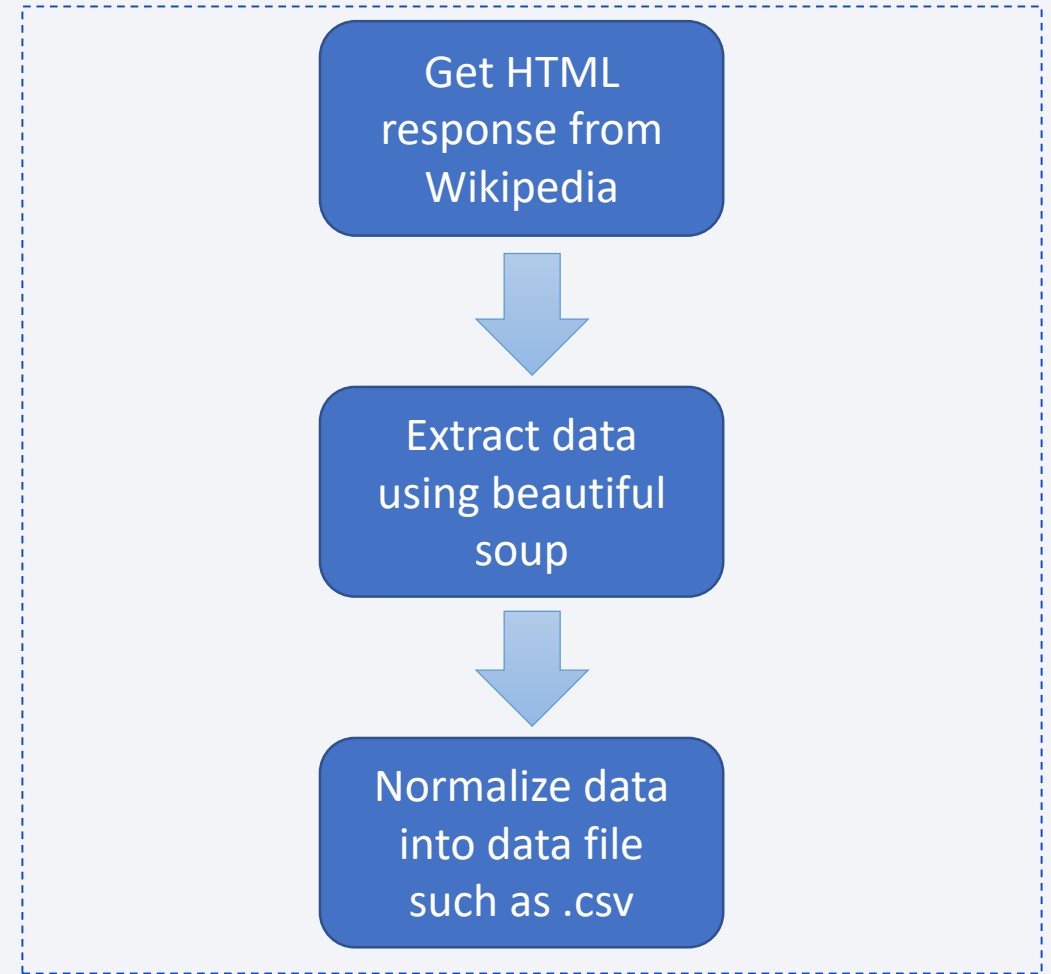 Get HTML
response from
Wikipedia
Extract data
using beautiful
soup
Normalize data
into data file
such as .csv